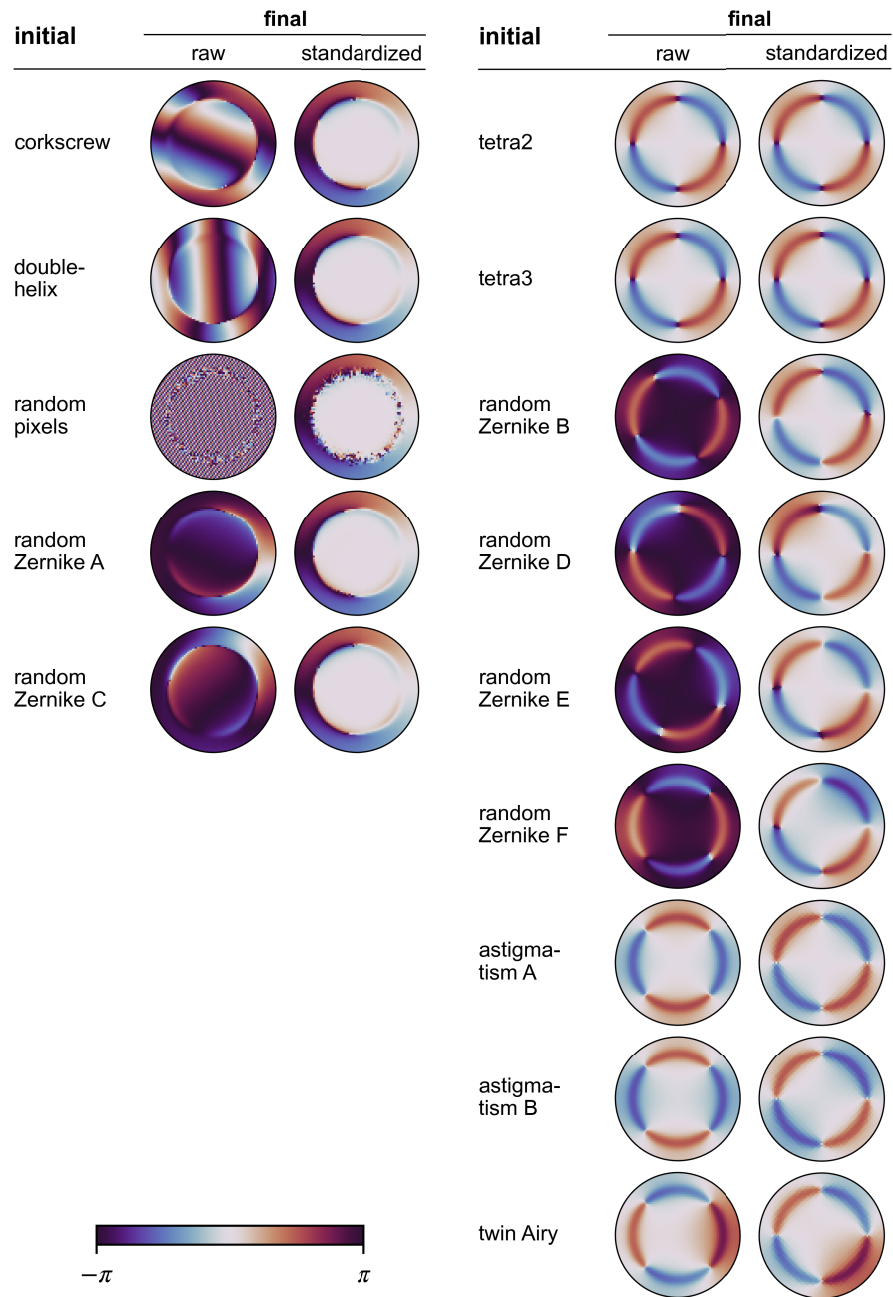 initial
final
raw
standardized
corkscrew
double-
helix
random
pixels
random
Zernike A
random
Zernike C
−π
π
initial
final
raw
standardized
tetra2
tetra3
random
Zernike B
random
Zernike D
random
Zernike E
random
Zernike F
astigma-
tism A
astigma-
tism B
twin Airy